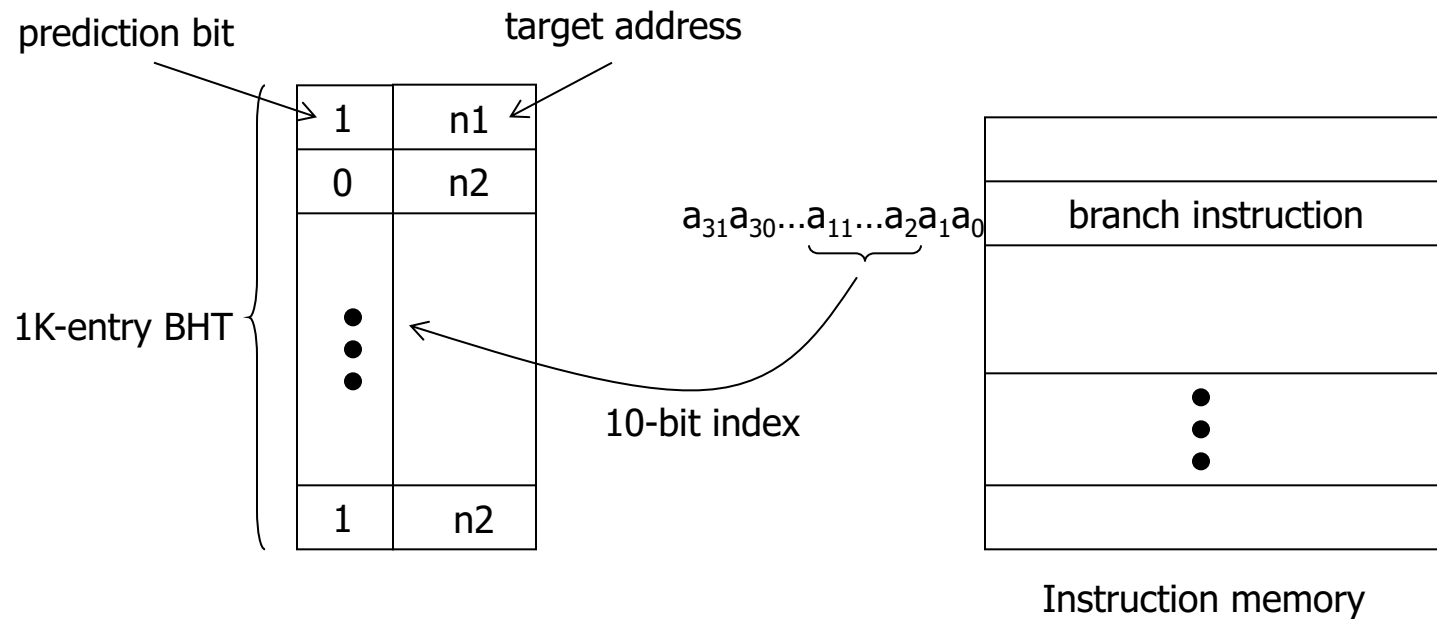 prediction bit
target address
1 n1
0 n2
a₃₁a₃₀...a₁₁...a₂a₁a₀
branch instruction
1K-entry BHT
10-bit index
1 n2
Instruction memory